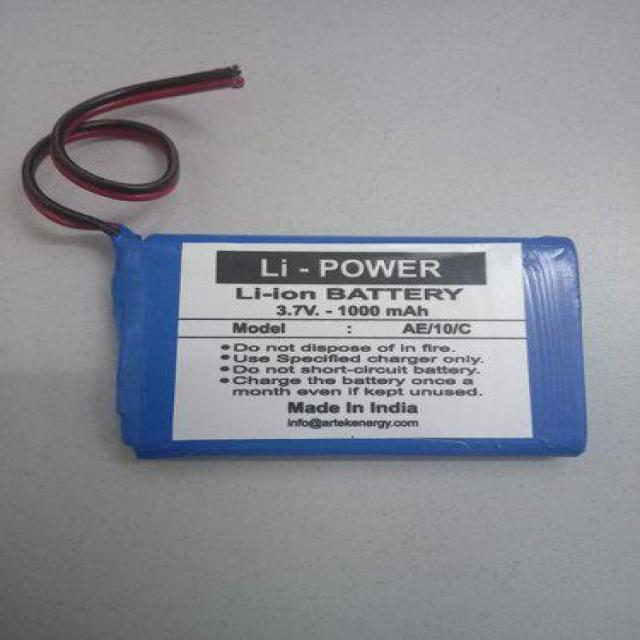 Li - POWER
Li-ion BATTERY
3.7V. - 1000 mAh
Model : AE/10/C
•Do not dispose of in fire.
•Use Specified charger only.
•Do not short-circuit battery.
•Charge the battery once a
month even if kept unused.
Made In India
info@artekenergy.com